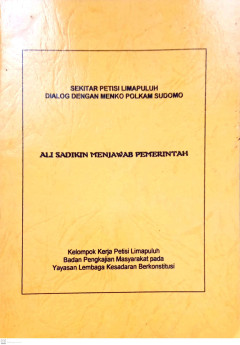 SEKITAR PETISI LIMAPULUH
DIALOG DENGAN MENKO POLKAM SUDOMO
ALI SADIKIN MENJAWAB PEMERINTAH
Kelompok Kerja Petisi Limapuluh
Badan Pengkajian Masyarakat pada
Yayasan Lembaga Kesadaran Berkonstitusi